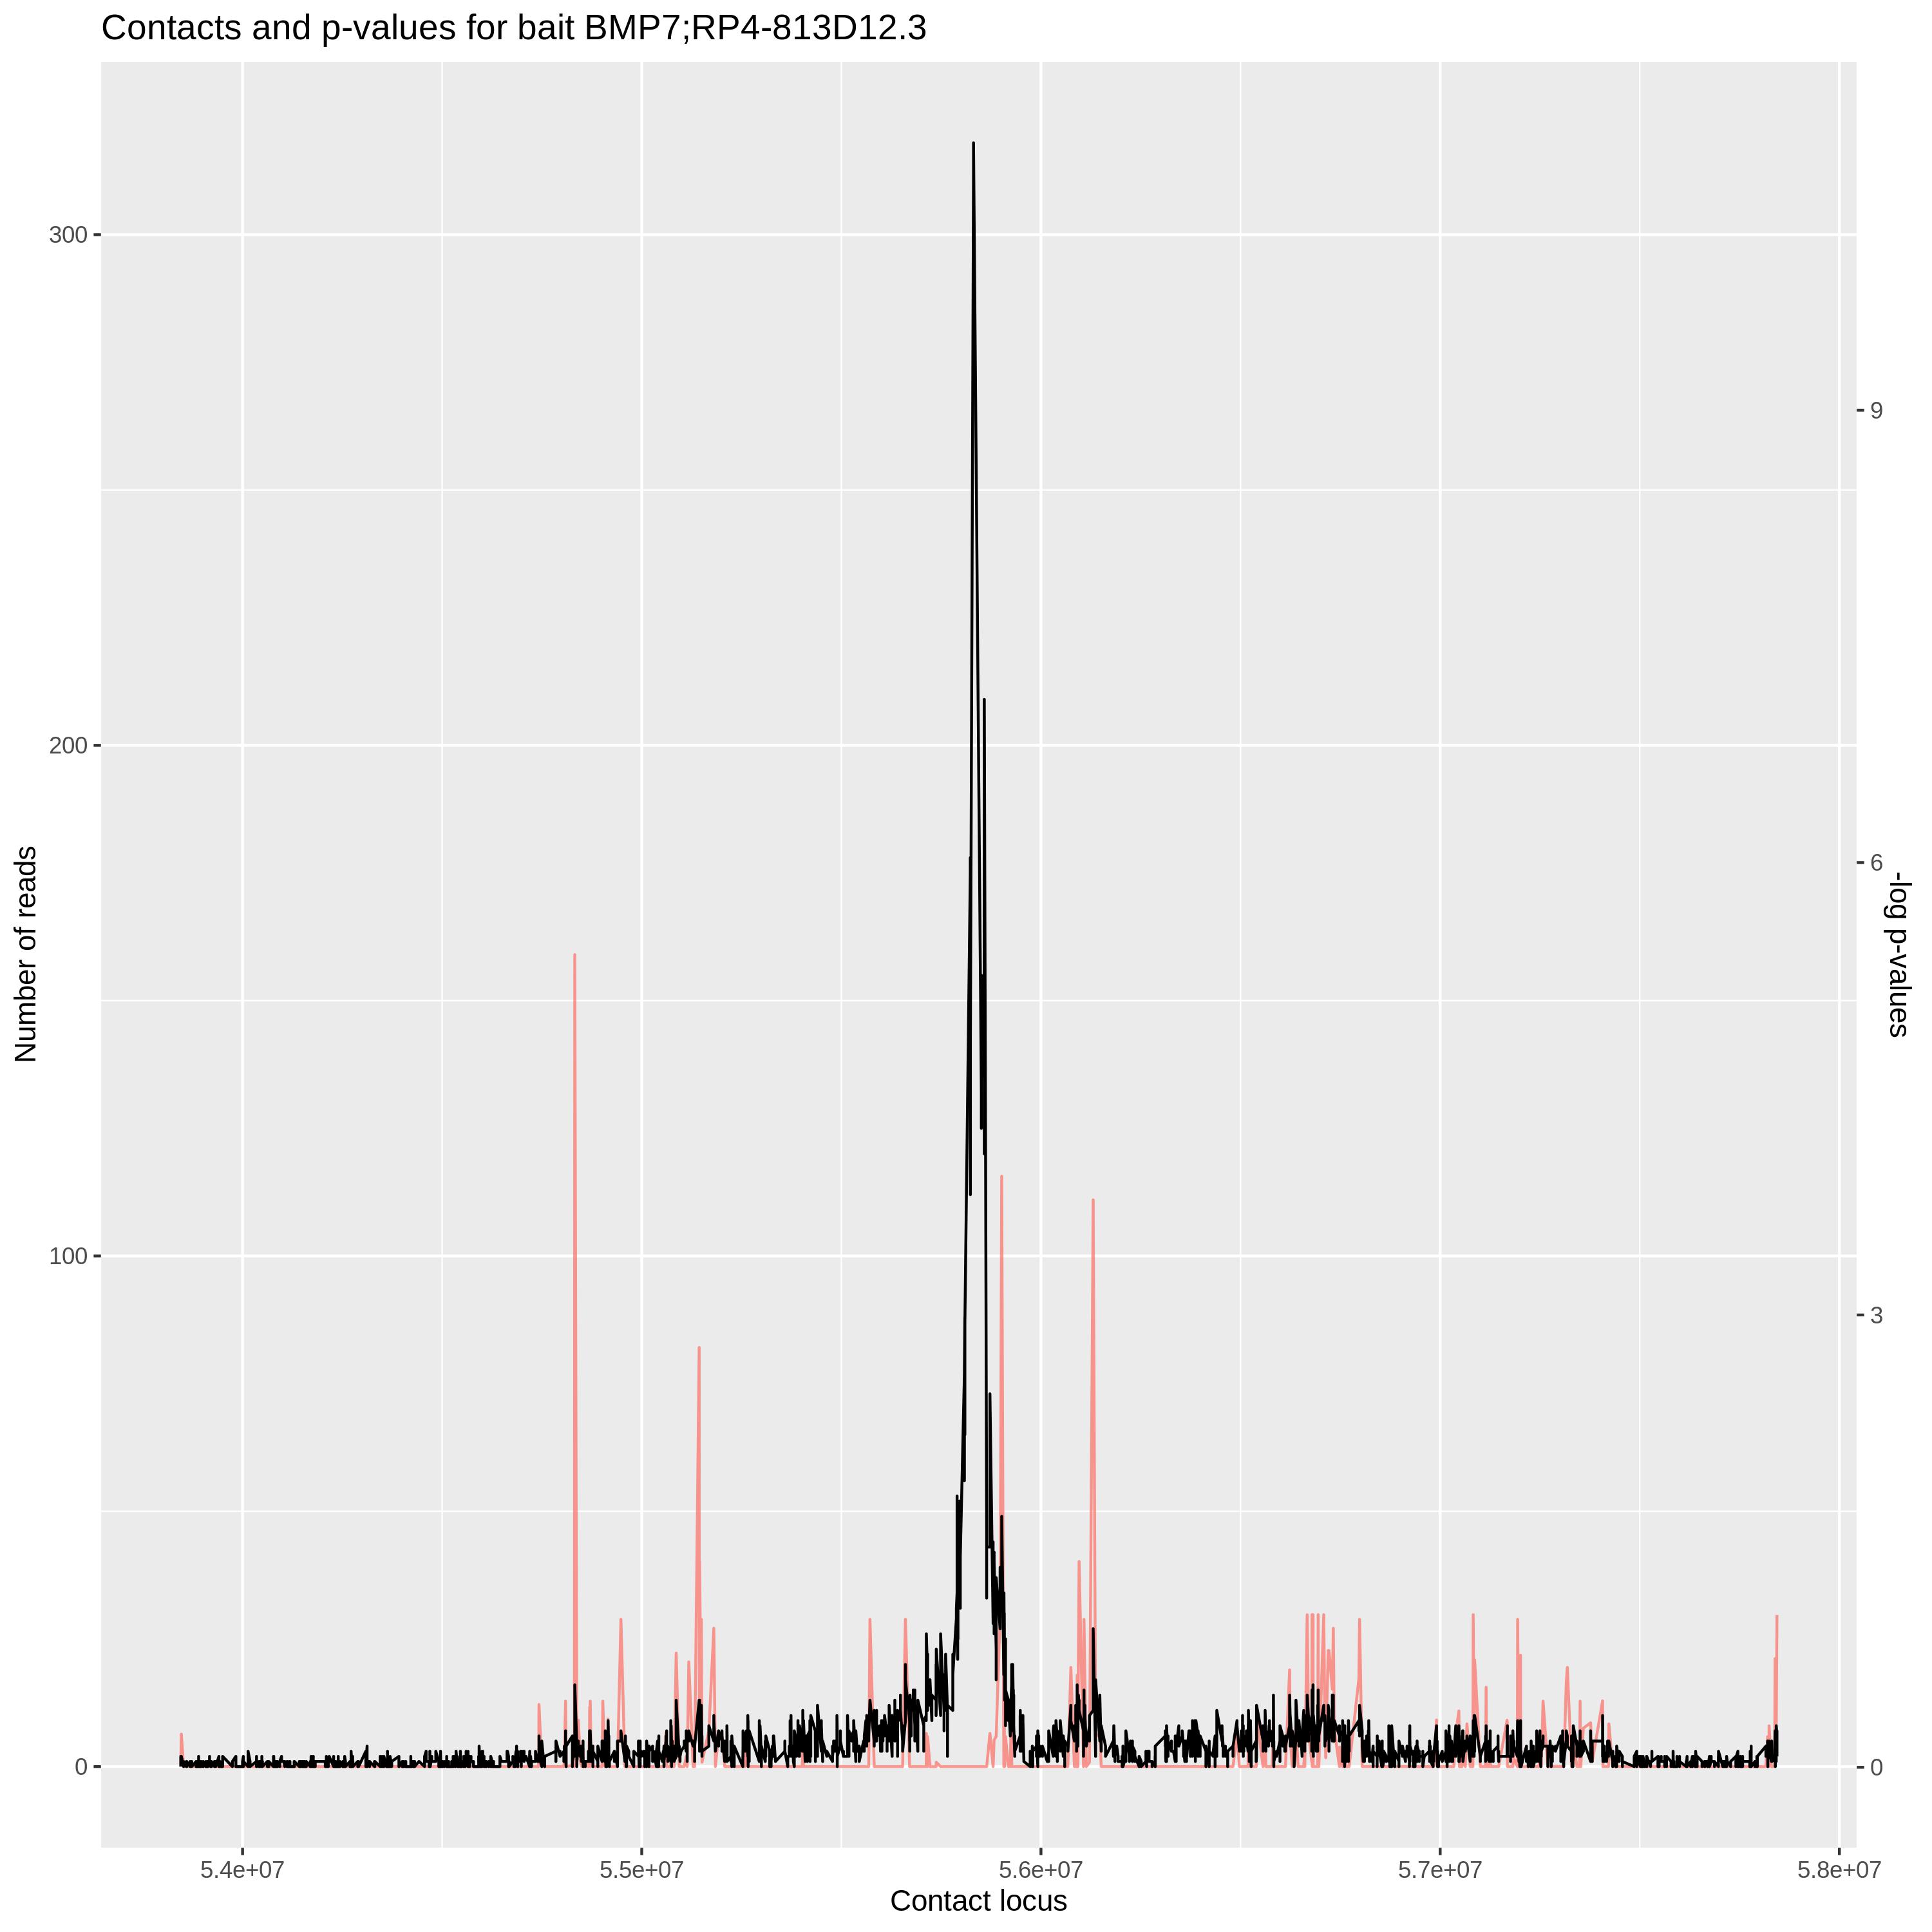 Contacts and p-values for bait BMP7;RP4-813D12.3
300
200
100
0
Number of reads
9
6
3
0
-log p-values
5.4e+07
5.5e+07
5.6e+07
5.7e+07
5.8e+07
Contact locus